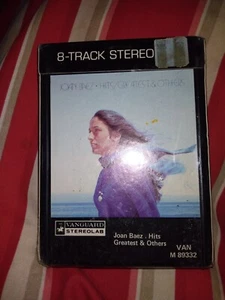 8-TRACK STEREO
JOAN BAEZ • HITS/GREATEST & OTHERS
VANGUARD
STEREOLAB
Joan Baez . Hits
Greatest & Others
VAN
M 89332